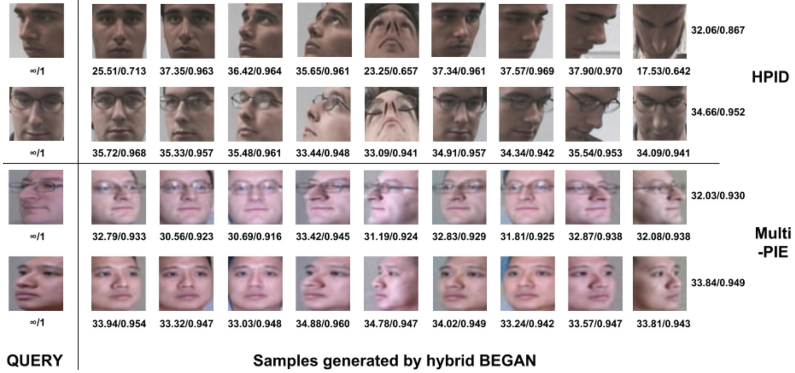 32.06/0.867
∞/1 25.51/0.713 37.35/0.963 36.42/0.964 35.65/0.961 23.25/0.657 37.34/0.961 37.57/0.969 37.90/0.970 17.53/0.642
HPID
34.66/0.952
∞/1 35.72/0.968 35.33/0.957 35.48/0.961 33.44/0.948 33.09/0.941 34.91/0.957 34.34/0.942 35.54/0.953 34.09/0.941
32.03/0.930
∞/1 32.79/0.933 30.56/0.923 30.69/0.916 33.42/0.945 31.19/0.924 32.83/0.929 31.81/0.925 32.87/0.938 32.08/0.938
Multi
-PIE
33.84/0.949
∞/1 33.94/0.954 33.32/0.947 33.03/0.948 34.88/0.960 34.78/0.947 34.02/0.949 33.24/0.942 33.57/0.947 33.81/0.943
QUERY Samples generated by hybrid BEGAN